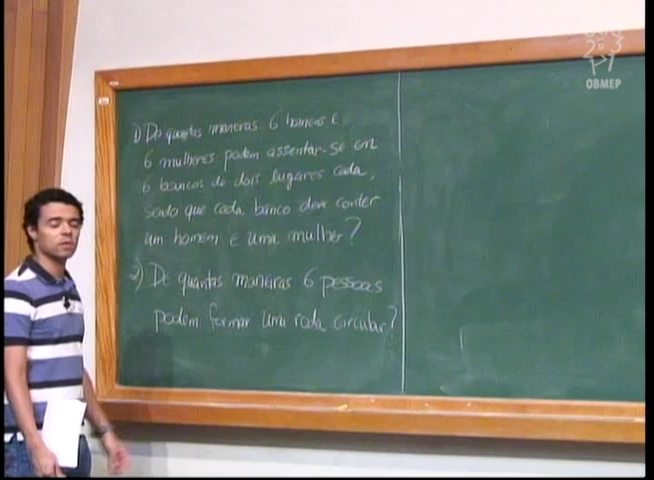 1) De quantas maneiras 6 homens e
6 mulheres podem assentar-se em
6 bancos de dois lugares cada,
sendo que cada banco deve conter
um homem e uma mulher?
2) De quantas maneiras 6 pessoas
podem formar uma roda circular?
OBMEP